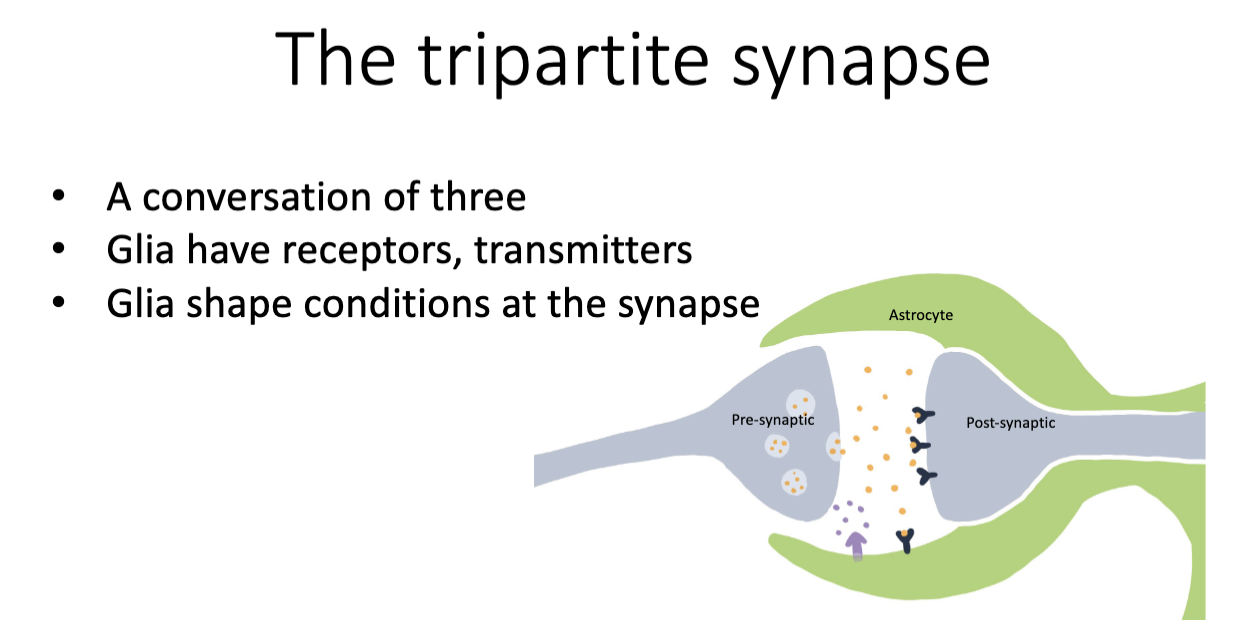 The tripartite synapse
• A conversation of three
• Glia have receptors, transmitters
• Glia shape conditions at the synapse
Astrocyte
Pre-synaptic
Post-synaptic